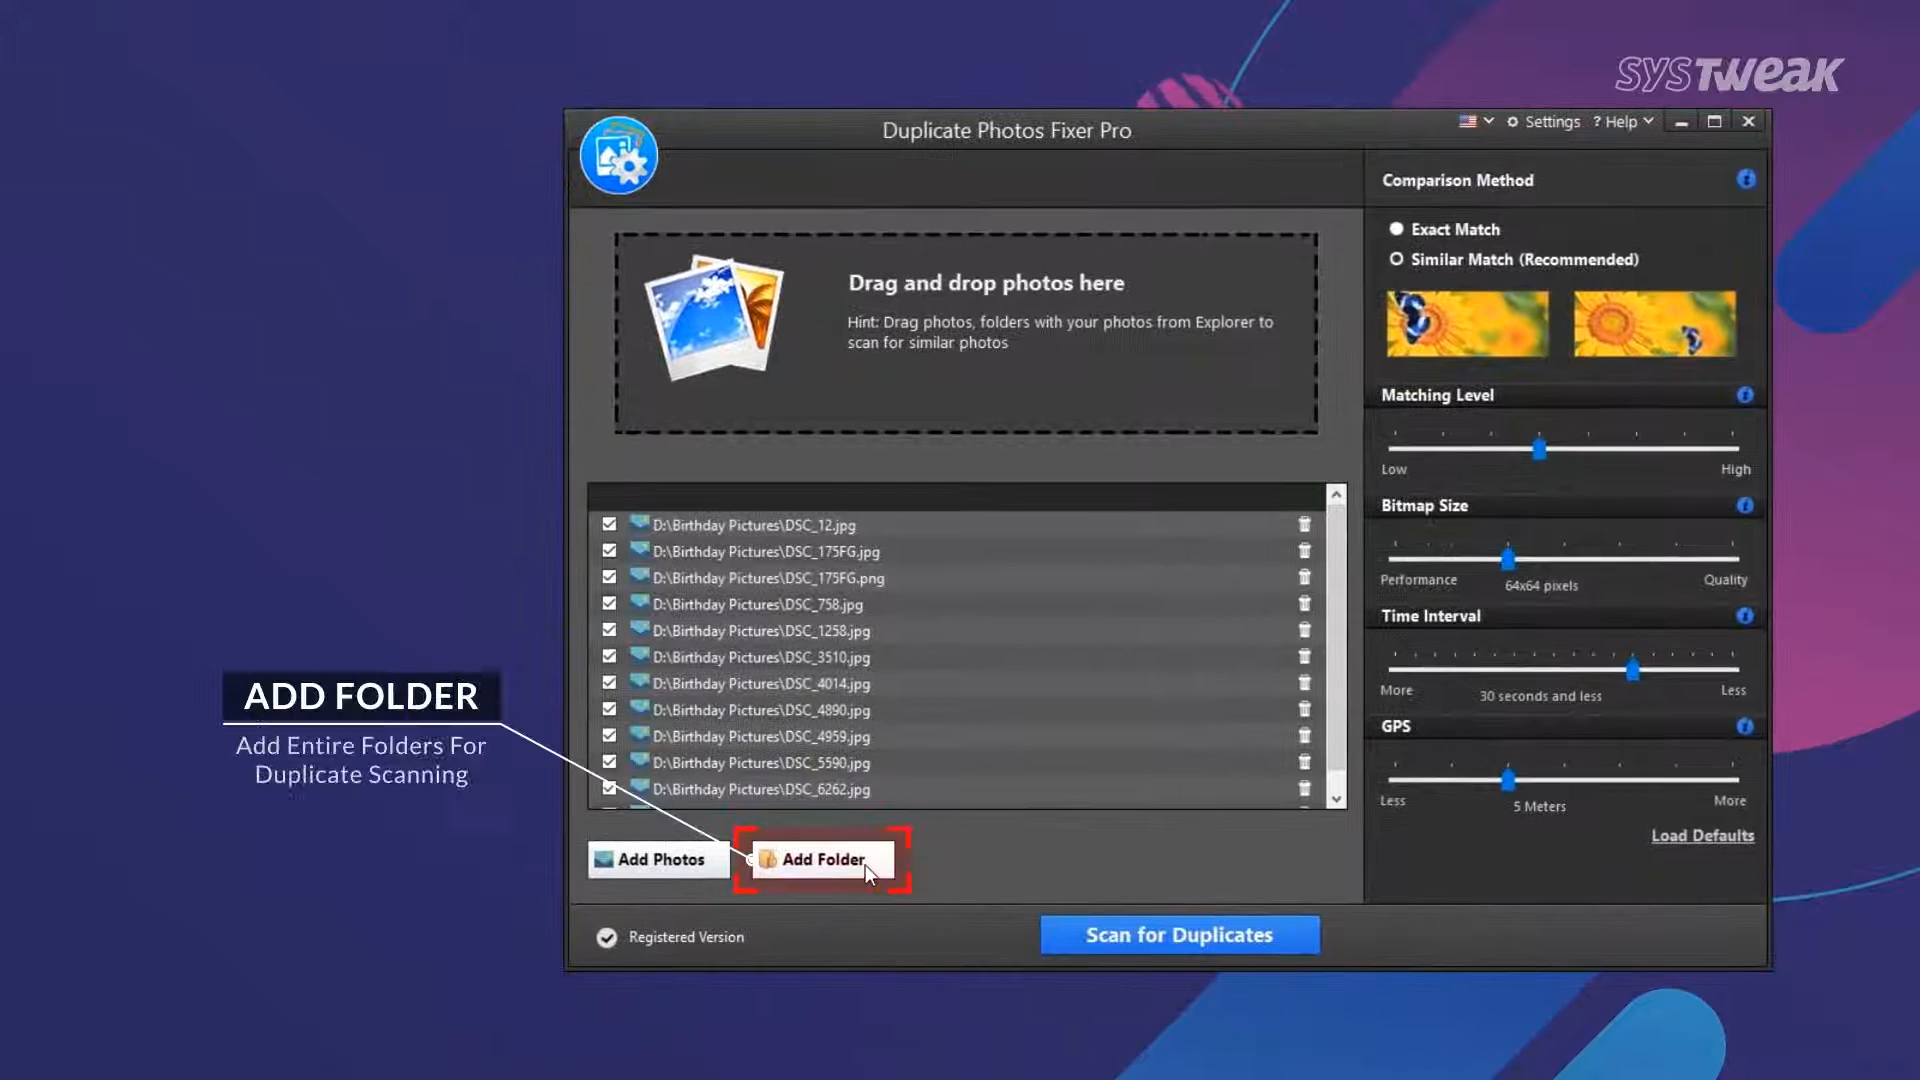 SYSTweak
Duplicate Photos Fixer Pro
Settings
? Help
Comparison Method
Exact Match
Similar Match (Recommended)
Drag and drop photos here
Hint: Drag photos, folders with your photos from Explorer to
scan for similar photos
Matching Level
Low
High
Bitmap Size
Performance
64x64 pixels
Quality
Time Interval
More
30 seconds and less
Less
GPS
Less
5 Meters
More
Load Defaults
D:\Birthday Pictures\DSC_12.jpg
D:\Birthday Pictures\DSC_175FG.jpg
D:\Birthday Pictures\DSC_175FG.png
D:\Birthday Pictures\DSC_758.jpg
D:\Birthday Pictures\DSC_1258.jpg
D:\Birthday Pictures\DSC_3510.jpg
D:\Birthday Pictures\DSC_4014.jpg
D:\Birthday Pictures\DSC_4890.jpg
D:\Birthday Pictures\DSC_4959.jpg
D:\Birthday Pictures\DSC_5590.jpg
D:\Birthday Pictures\DSC_6262.jpg
ADD FOLDER
Add Entire Folders For
Duplicate Scanning
Add Photos
Add Folder
Registered Version
Scan for Duplicates